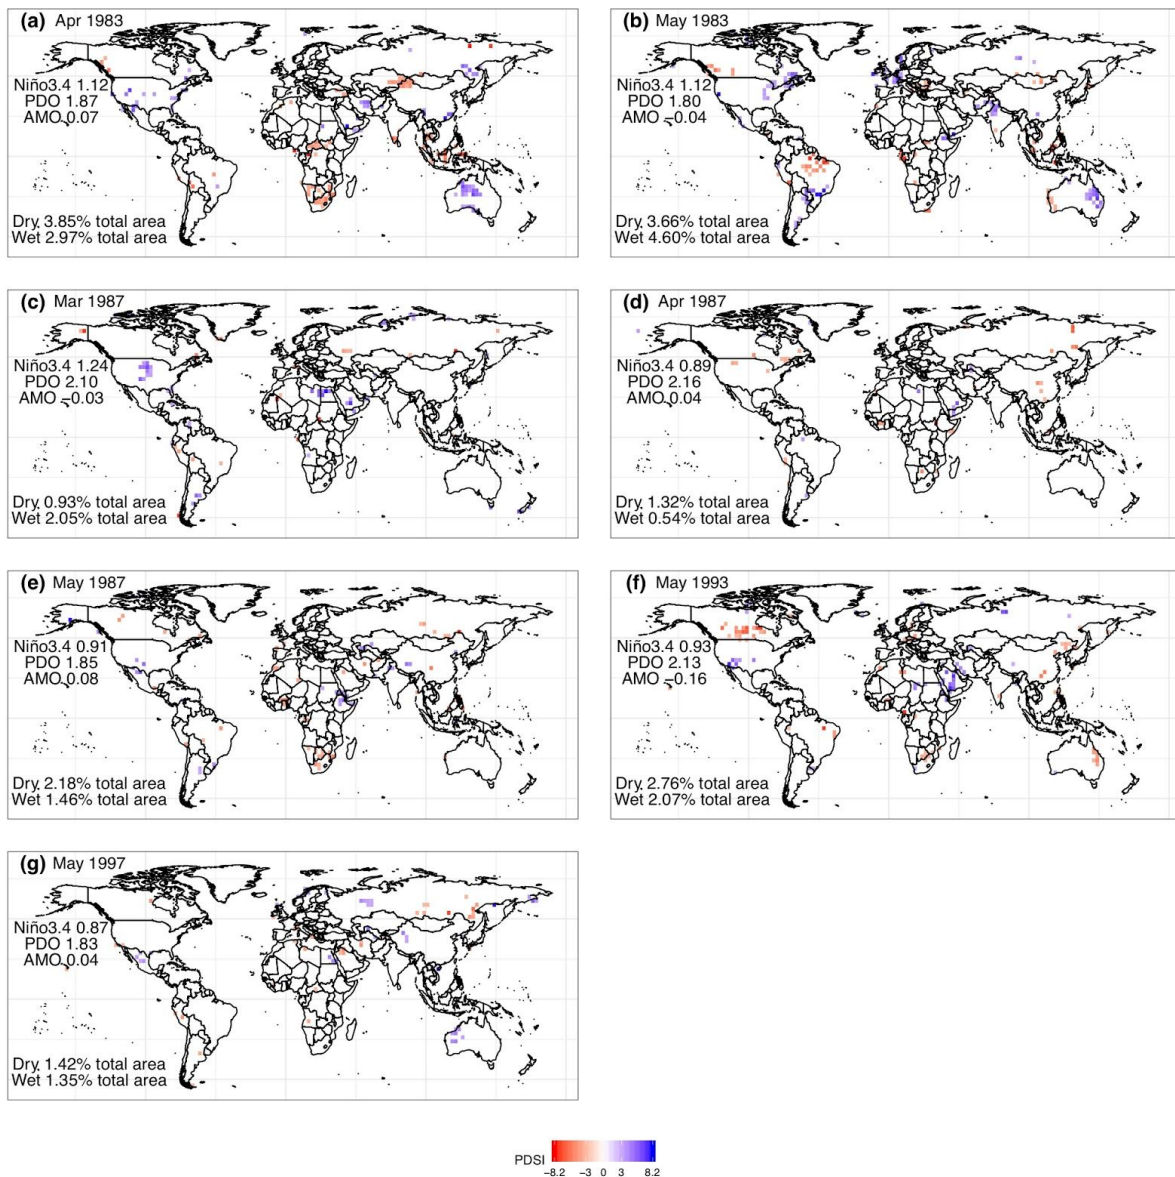 (a) Apr 1983
Niño3.4 1.12
PDO 1.87
AMO 0.07
Dry 3.85% total area
Wet 2.97% total area
(b) May 1983
Niño3.4 1.12
PDO 1.80
AMO −0.04
Dry 3.66% total area
Wet 4.60% total area
(c) Mar 1987
Niño3.4 1.24
PDO 2.10
AMO −0.03
Dry 0.93% total area
Wet 2.05% total area
(d) Apr 1987
Niño3.4 0.89
PDO 2.16
AMO 0.04
Dry 1.32% total area
Wet 0.54% total area
(e) May 1987
Niño3.4 0.91
PDO 1.85
AMO 0.08
Dry 2.18% total area
Wet 1.46% total area
(f) May 1993
Niño3.4 0.93
PDO 2.13
AMO −0.16
Dry 2.76% total area
Wet 2.07% total area
(g) May 1997
Niño3.4 0.87
PDO 1.83
AMO 0.04
Dry 1.42% total area
Wet 1.35% total area
PDSI
−8.2 −3 0 3 8.2